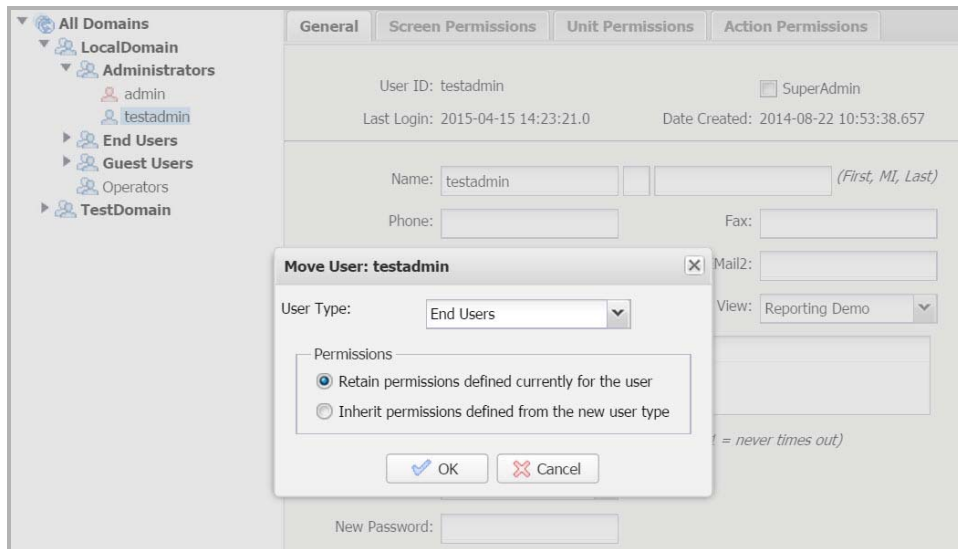 All Domains
LocalDomain
Administrators
admin
testadmin
End Users
Guest Users
Operators
TestDomain
General Screen Permissions Unit Permissions Action Permissions
User ID: testadmin SuperAdmin
Last Login: 2015-04-15 14:23:21.0 Date Created: 2014-08-22 10:53:38.657
Name: testadmin (First, MI, Last)
Phone: Fax:
Mail2:
View: Reporting Demo
= never times out)
New Password:
Move User: testadmin
User Type: End Users
Permissions
Retain permissions defined currently for the user
Inherit permissions defined from the new user type
OK Cancel